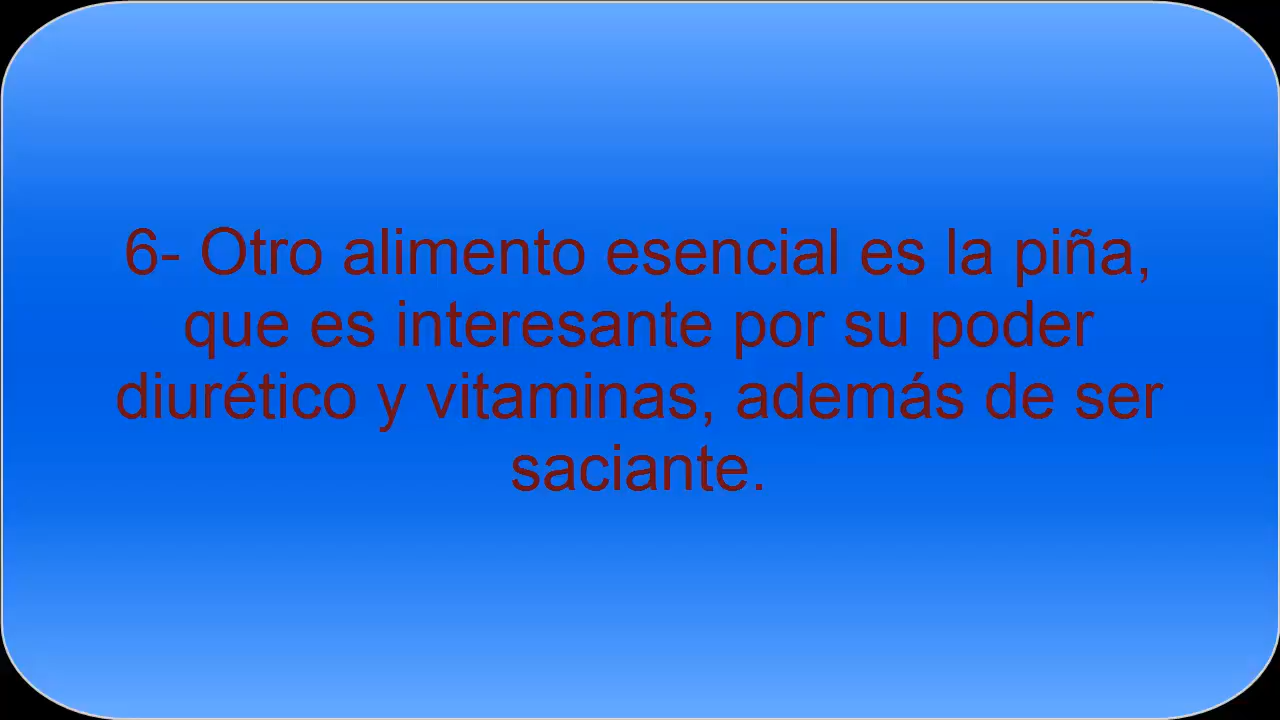 6- Otro alimento esencial es la piña,
que es interesante por su poder
diurético y vitaminas, además de ser
saciante.